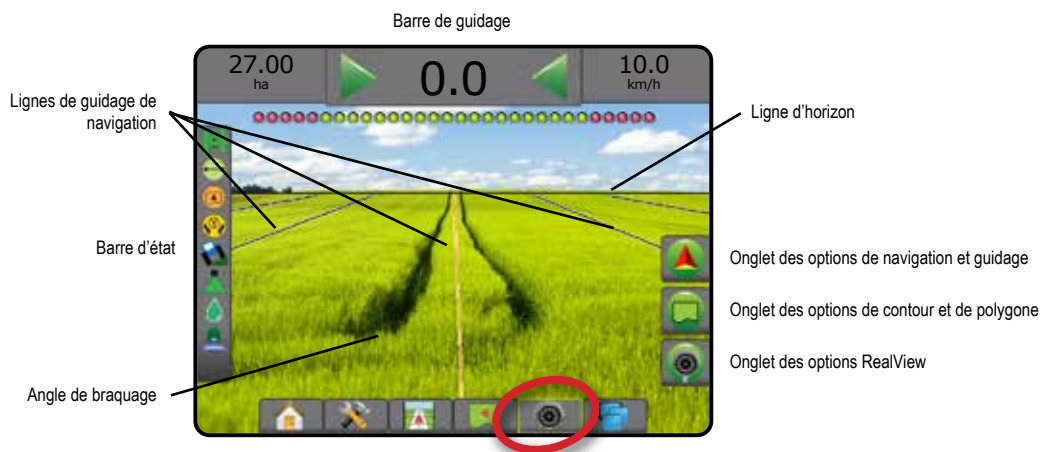 Barre de guidage
27.00
ha
0.0
10.0
km/h
Lignes de guidage de
navigation
Ligne d’horizon
Barre d’état
Onglet des options de navigation et guidage
Onglet des options de contour et de polygone
Onglet des options RealView
Angle de braquage